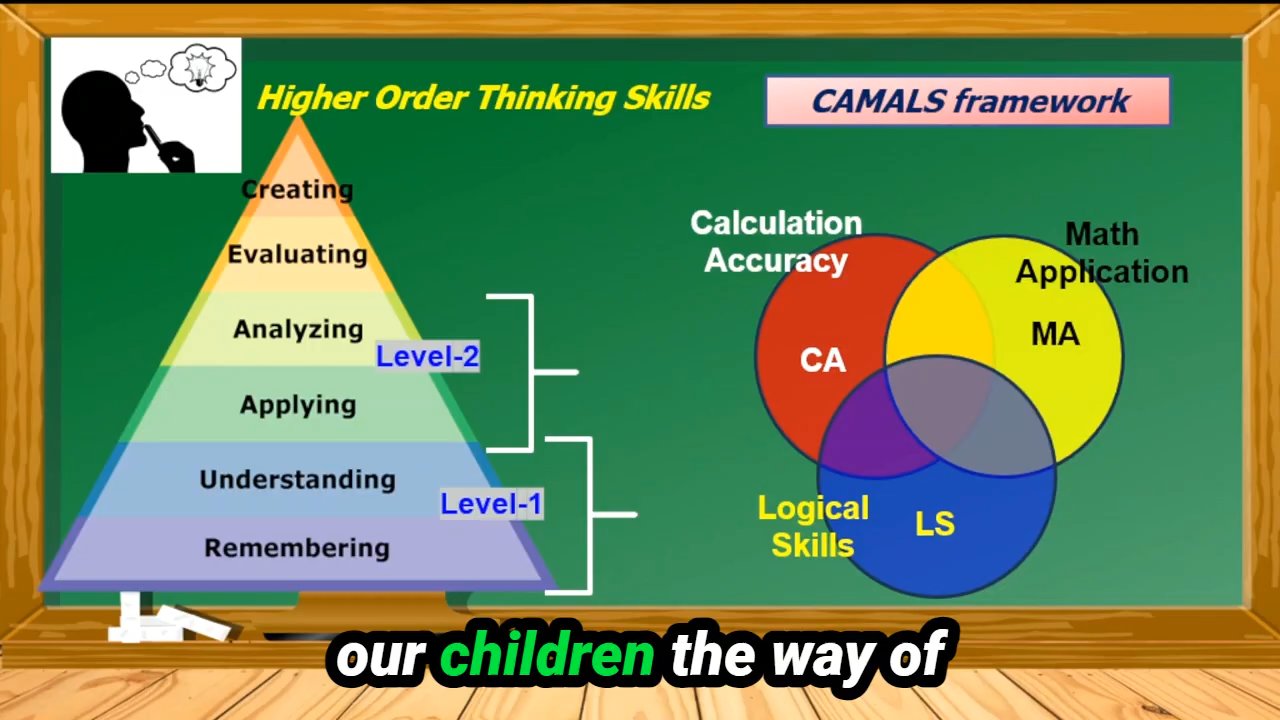 Higher Order Thinking Skills
CAMALS framework
Creating
Evaluating
Analyzing
Level-2
Applying
Understanding
Level-1
Remembering
Calculation
Accuracy
Math
Application
CA
MA
Logical
Skills
LS
our children the way of